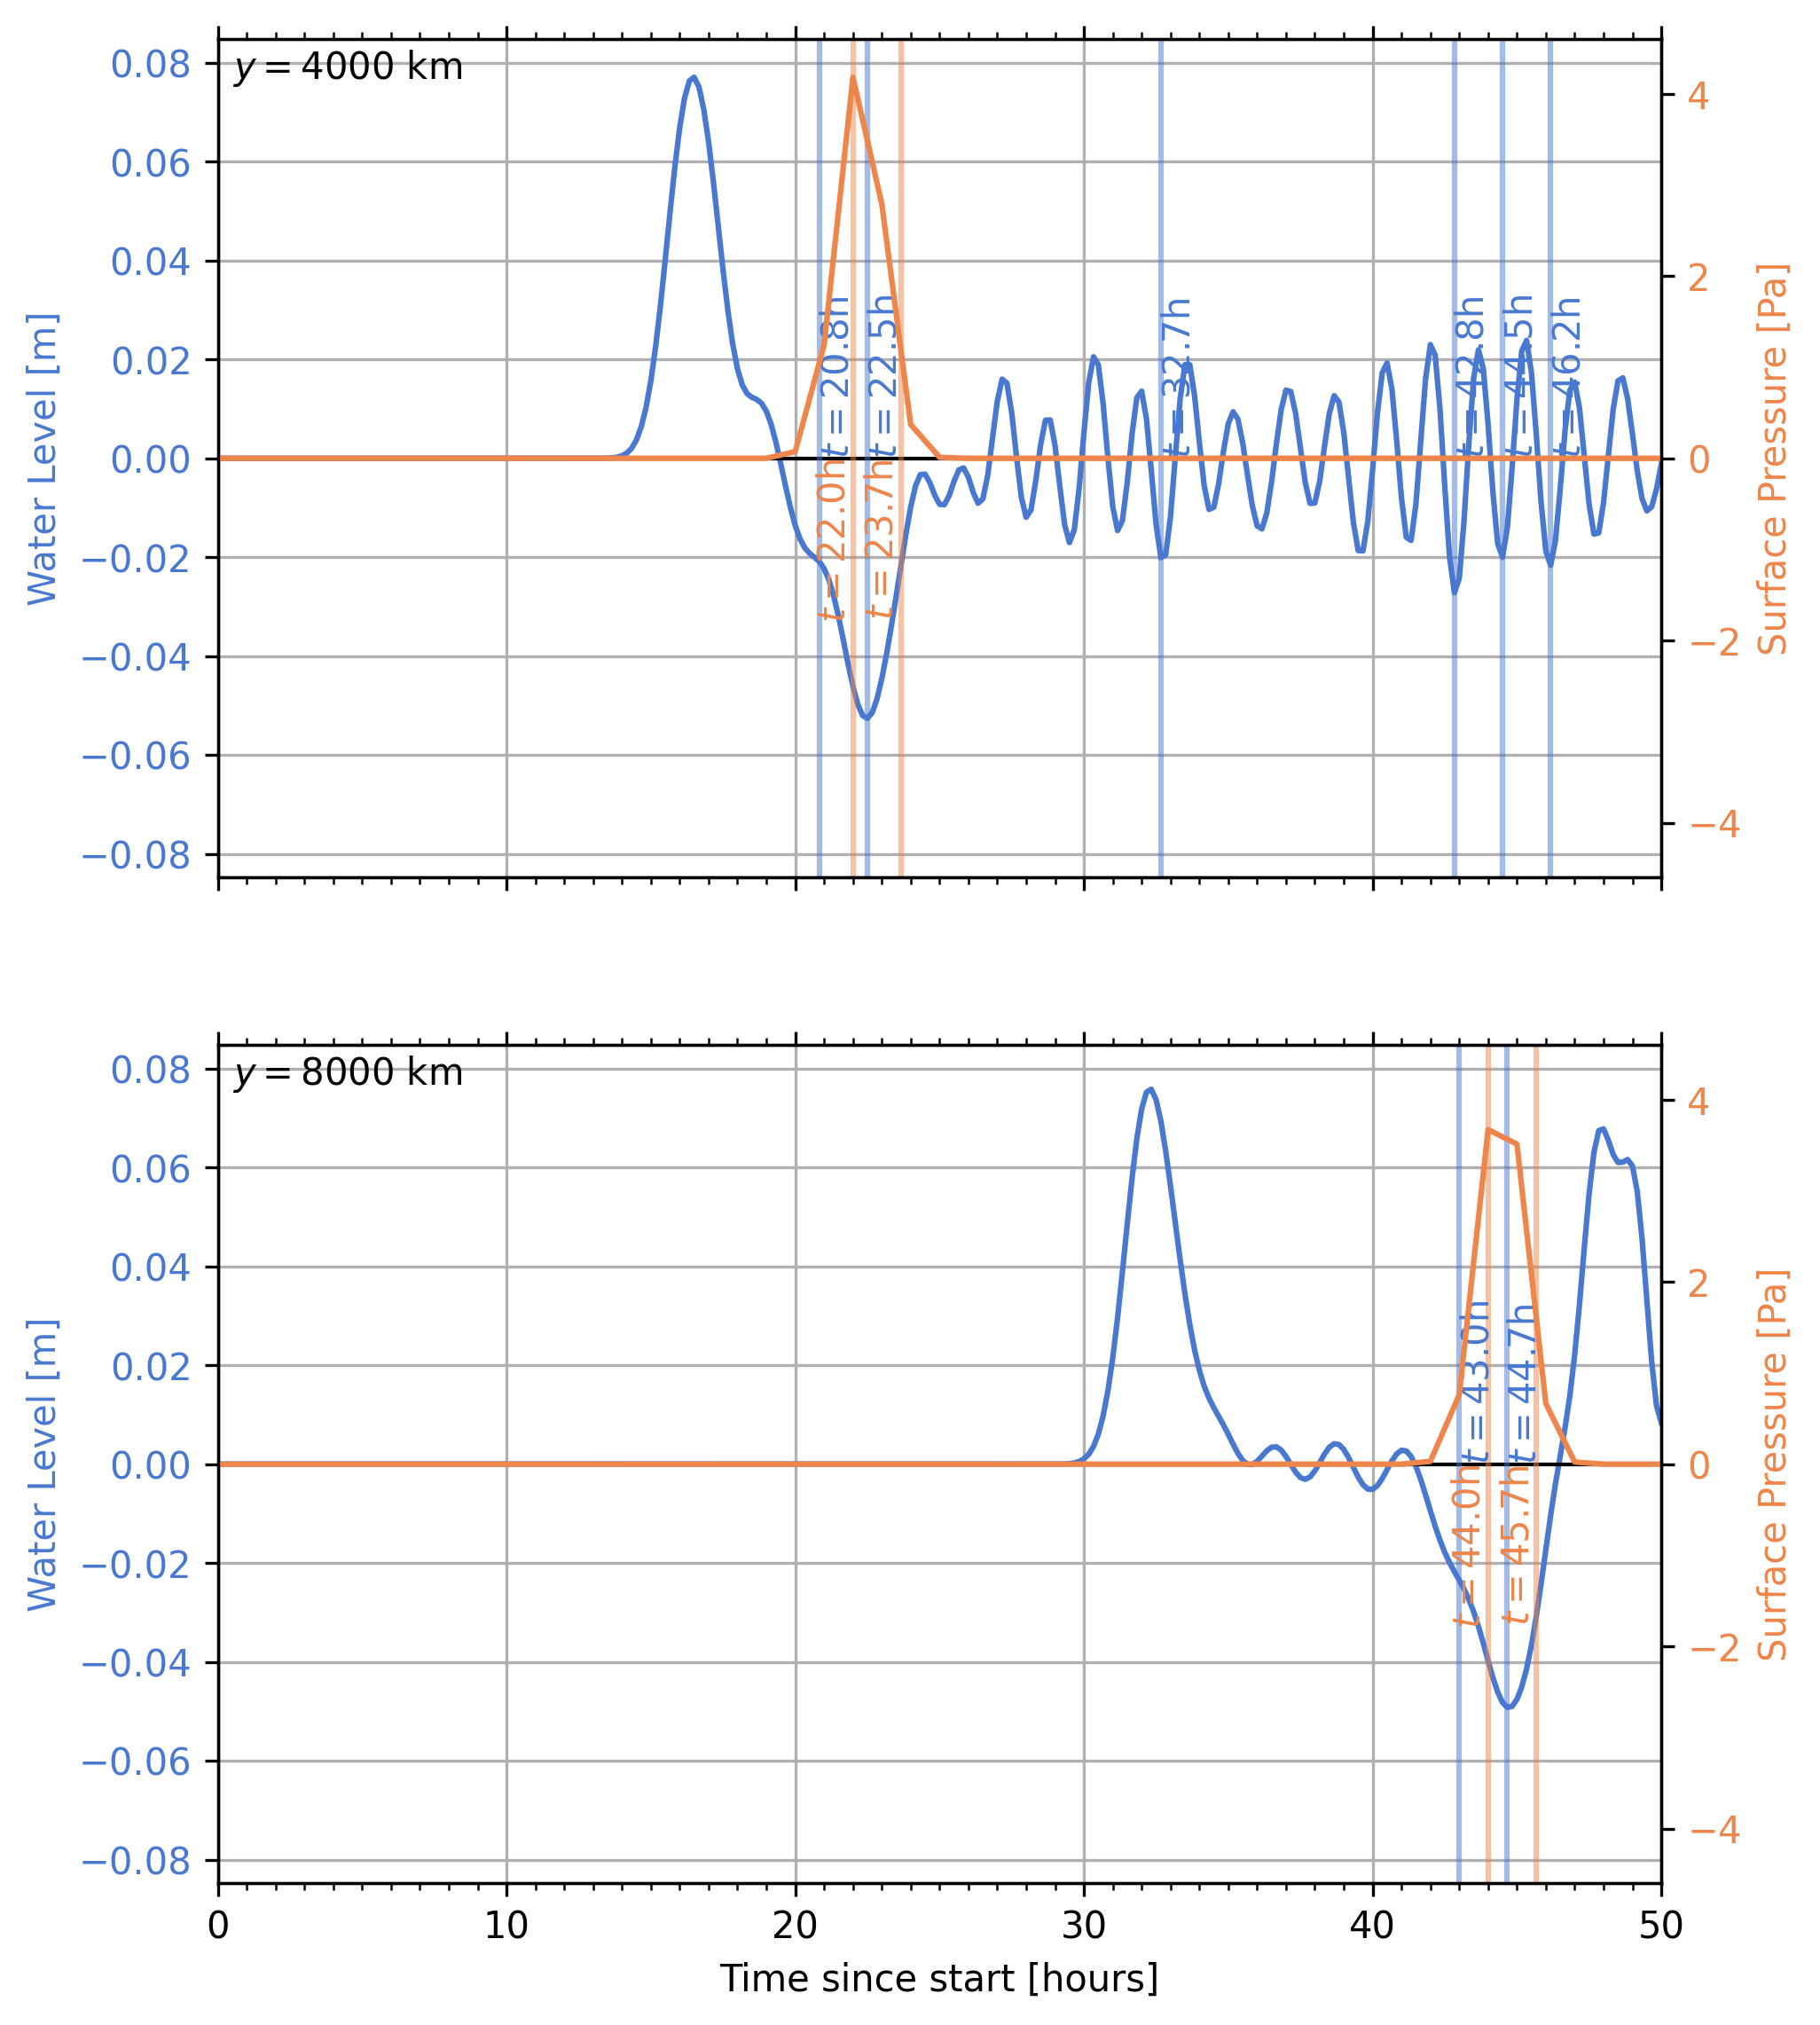 y = 4000 km
0.08
0.06
0.04
0.02
0.00
−0.02
−0.04
−0.06
−0.08
Water Level [m]
t = 20.8h
t = 22.5h
t = 32.7h
t = 42.8h
t = 44.5h
t = 46.2h
t = 22.0h
t = 23.7h
4
2
0
−2
−4
Surface Pressure [Pa]
y = 8000 km
0.08
0.06
0.04
0.02
0.00
−0.02
−0.04
−0.06
−0.08
Water Level [m]
t = 43.0h
t = 44.7h
t = 44.0h
t = 45.7h
4
2
0
−2
−4
Surface Pressure [Pa]
0 10 20 30 40 50
Time since start [hours]